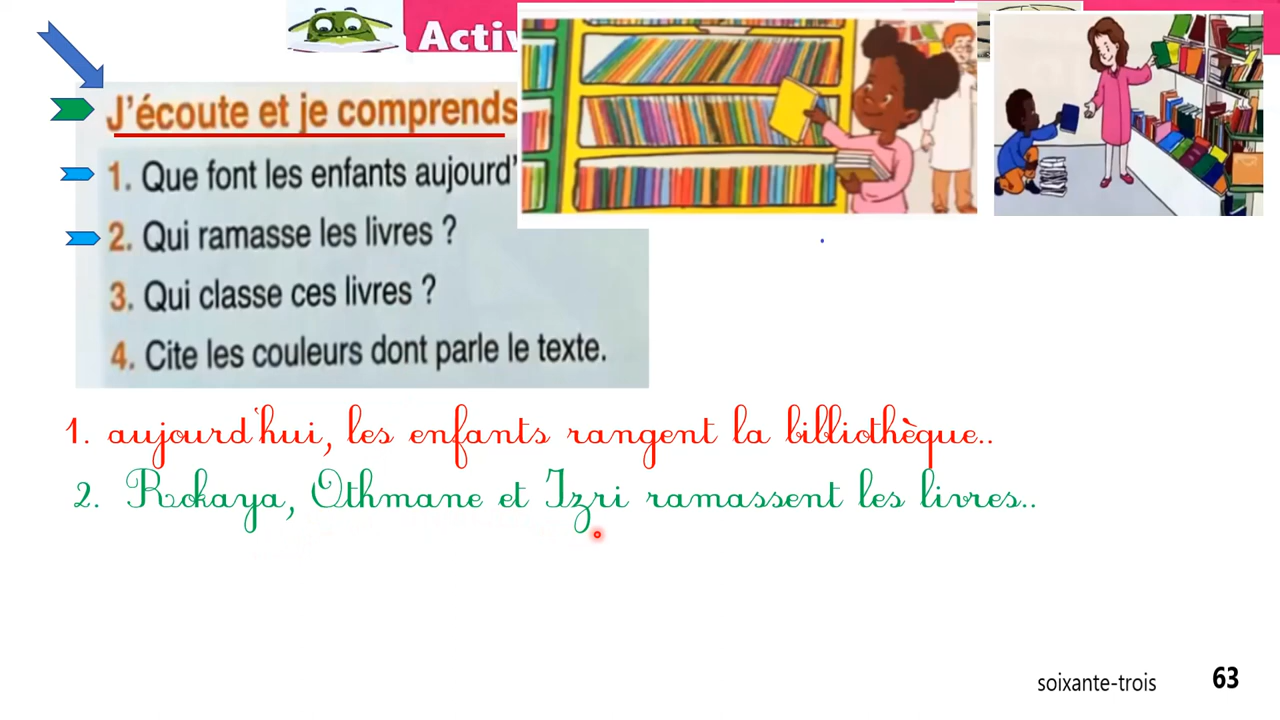 Activ
J'écoute et je comprends
1. Que font les enfants aujourd'
2. Qui ramasse les livres ?
3. Qui classe ces livres ?
4. Cite les couleurs dont parle le texte.
1. aujourd'hui, les enfants rangent la bibliothèque..
2. Rokaya, Othmane et Izri ramassent les livres..
soixante-trois 63